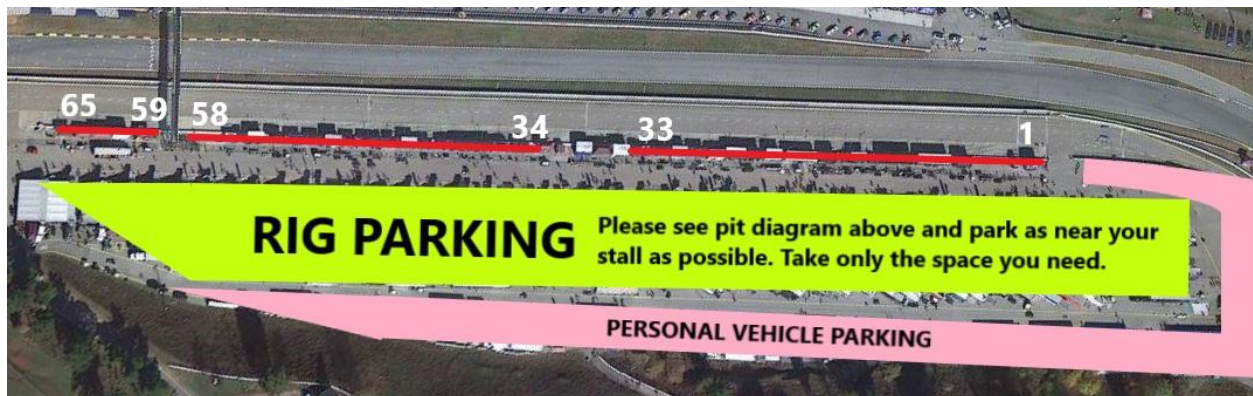 65 59 58 34 33 1
RIG PARKING
Please see pit diagram above and park as near your
stall as possible. Take only the space you need.
PERSONAL VEHICLE PARKING